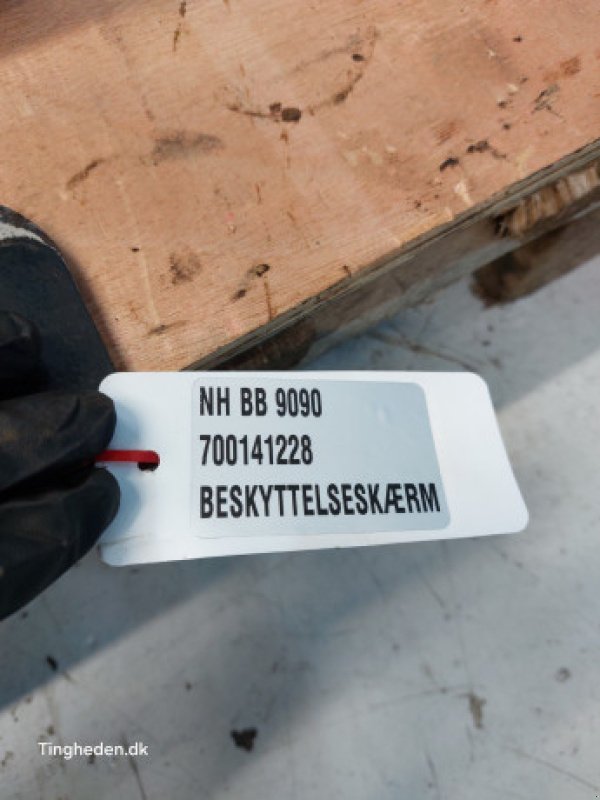 NH BB 9090
700141228
BESKYTTELSESKÆRM
Tingheden.dk